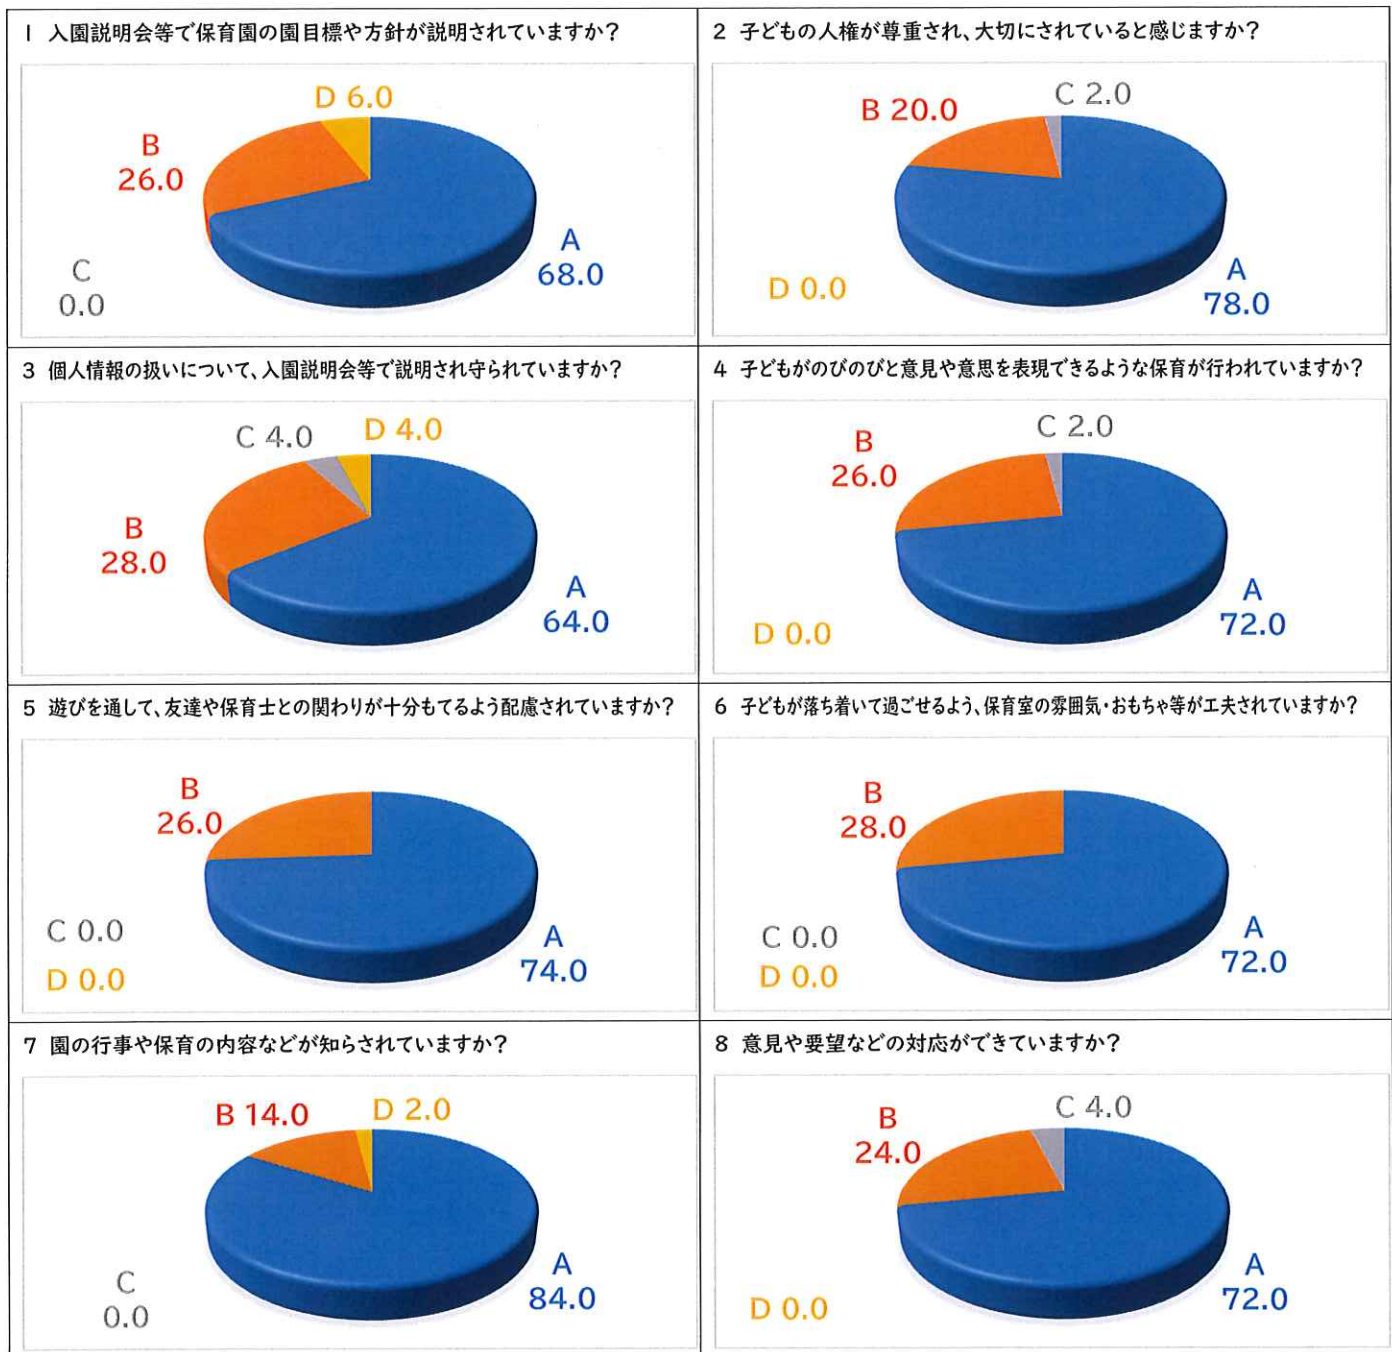 1 入園説明会等で保育園の園目標や方針が説明されていますか?
D 6.0
B
26.0
A
68.0
C
0.0
2 子どもの人権が尊重され、大切にされていると感じますか?
C 2.0
B 20.0
A
78.0
D 0.0
3 個人情報の扱いについて、入園説明会等で説明され守られていますか?
C 4.0
D 4.0
B
28.0
A
64.0
4 子どもがのびのびと意見や意思を表現できるような保育が行われていますか?
C 2.0
B
26.0
A
72.0
D 0.0
5 遊びを通して、友達や保育士との関わりが十分もてるよう配慮されていますか?
B
26.0
C 0.0
D 0.0
A
74.0
6 子どもが落ち着いて過ごせるよう、保育室の雰囲気・おもちゃ等が工夫されていますか?
B
28.0
C 0.0
D 0.0
A
72.0
7 園の行事や保育の内容などが知らされていますか?
B 14.0
D 2.0
A
84.0
C
0.0
8 意見や要望などの対応ができていますか?
C 4.0
B
24.0
A
72.0
D 0.0